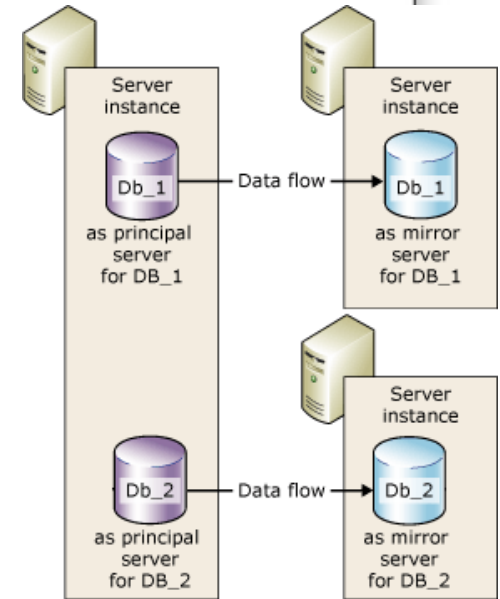 Server
instance
Db_1
as principal
server
for DB_1
Data flow
Server
instance
Db_1
as mirror
server
for DB_1
Db_2
as principal
server
for DB_2
Data flow
Server
instance
Db_2
as mirror
server
for DB_2